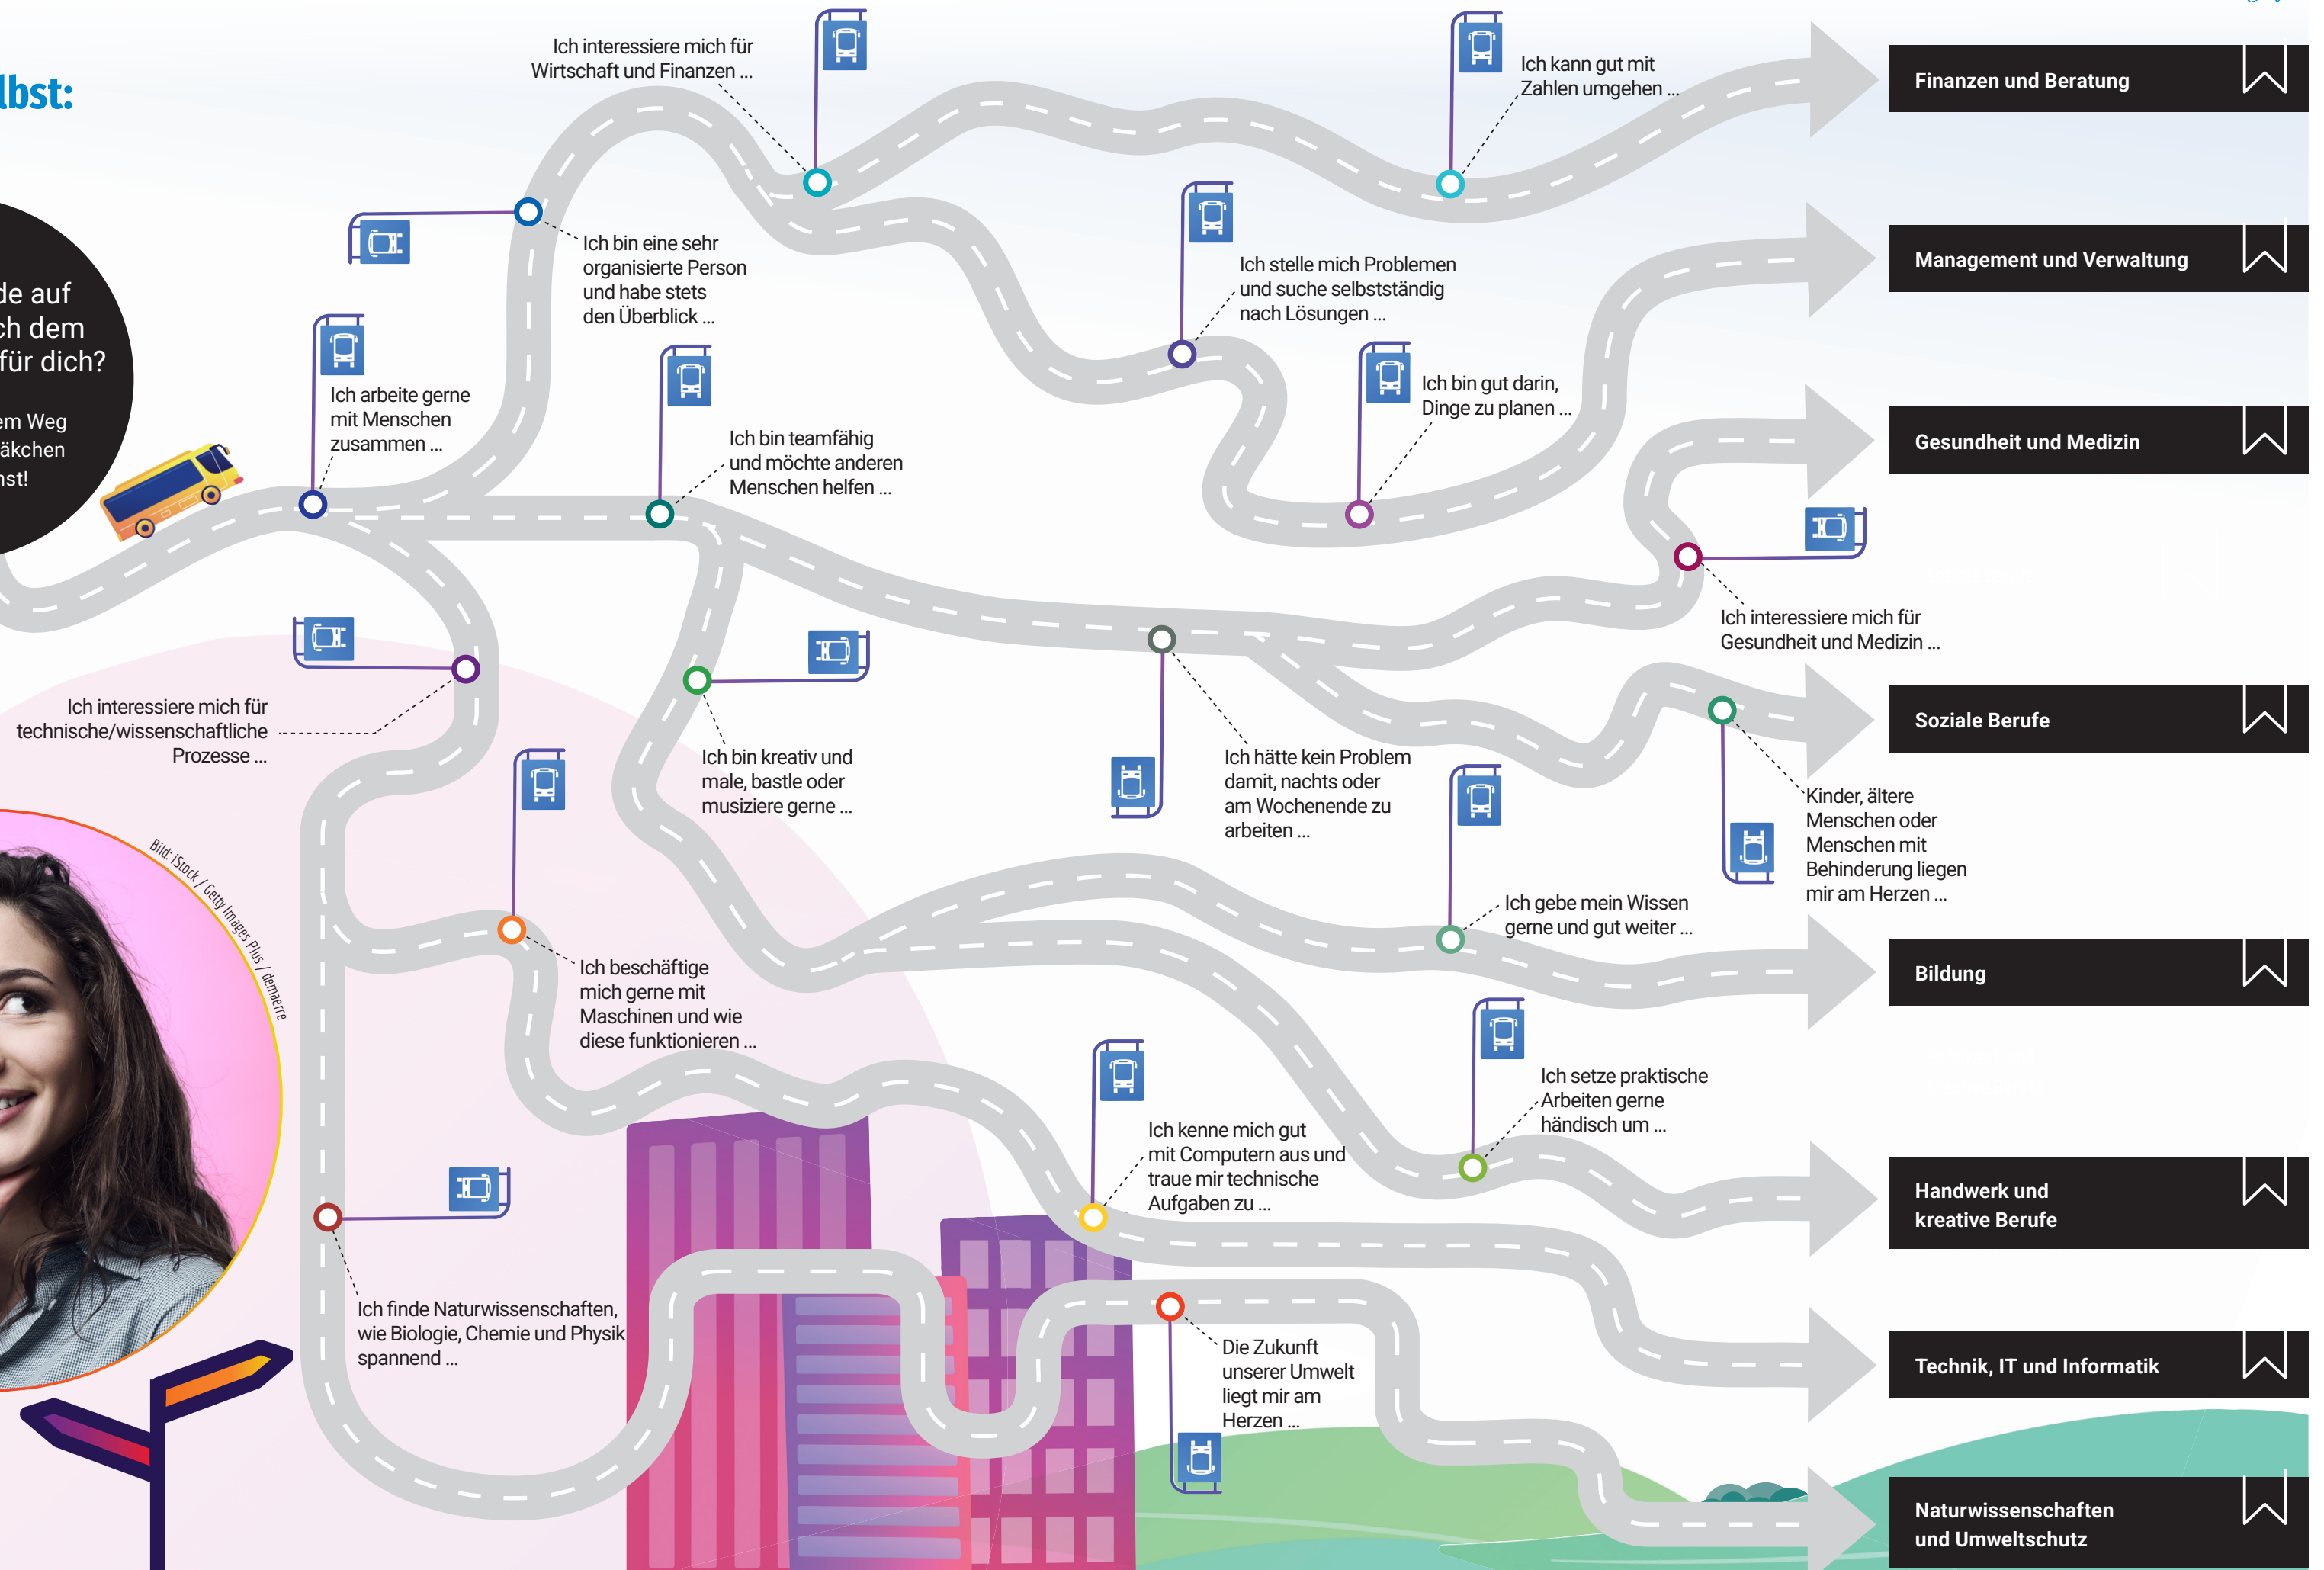 lbst:
de auf
ch dem
für dich?
em Weg
äkchen
nst!
Ich interessiere mich für
Wirtschaft und Finanzen ...
Ich kann gut mit
Zahlen umgehen ...
Finanzen und Beratung
Ich bin eine sehr
organisierte Person
und habe stets
den Überblick ...
Ich stelle mich Problemen
und suche selbstständig
nach Lösungen ...
Management und Verwaltung
Ich arbeite gerne
mit Menschen
zusammen ...
Ich bin teamfähig
und möchte anderen
Menschen helfen ...
Ich bin gut darin,
Dinge zu planen ...
Gesundheit und Medizin
Ich interessiere mich für
Gesundheit und Medizin ...
Ich interessiere mich für
technische/wissenschaftliche
Prozesse ...
Ich bin kreativ und
male, bastle oder
musiziere gerne ...
Ich hätte kein Problem
damit, nachts oder
am Wochenende zu
arbeiten ...
Soziale Berufe
Kinder, ältere
Menschen oder
Menschen mit
Behinderung liegen
mir am Herzen ...
Bild: iStock / Getty Images Plus / demaerre
Ich gebe mein Wissen
gerne und gut weiter ...
Bildung
Ich beschäftige
mich gerne mit
Maschinen und wie
diese funktionieren ...
Ich setze praktische
Arbeiten gerne
händisch um ...
Ich kenne mich gut
mit Computern aus und
traue mir technische
Aufgaben zu ...
Handwerk und
kreative Berufe
Ich finde Naturwissenschaften,
wie Biologie, Chemie und Physik
spannend ...
Die Zukunft
unserer Umwelt
liegt mir am
Herzen ...
Technik, IT und Informatik
Naturwissenschaften
und Umweltschutz